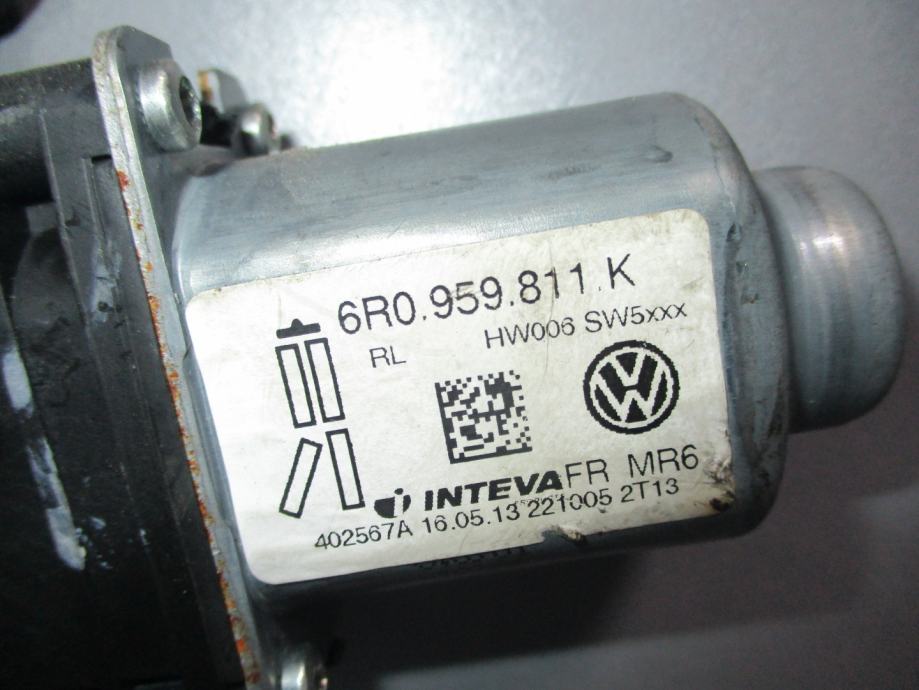 6R0.959.811.K
RL HW006 SW5xxx
INTEVA FR MR6
402567A 16.05.13 221005 2T13